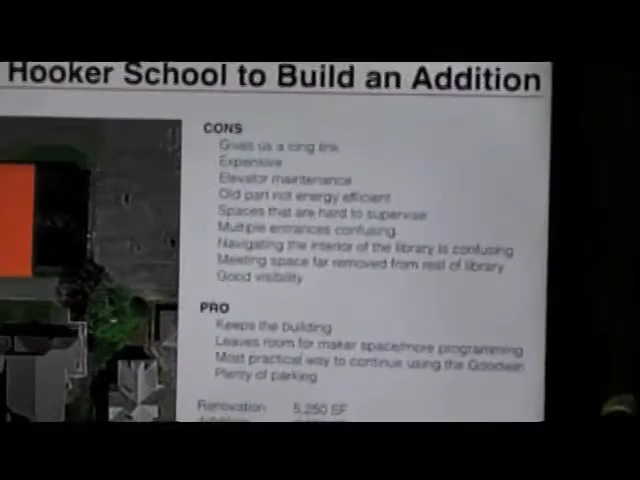 Hooker School to Build an Addition
CONS
Gives us a long link
Expensive
Elevator maintenance
Old part not energy efficient
Spaces that are hard to supervise
Multiple entrances confusing
Navigating the interior of the library is confusing
Meeting space far removed from rest of library
Good visibility
PRO
Keeps the building
Leaves room for maker space/more programming
Most practical way to continue using the Goodwin
Plenty of parking
Renovation 5,250 SF